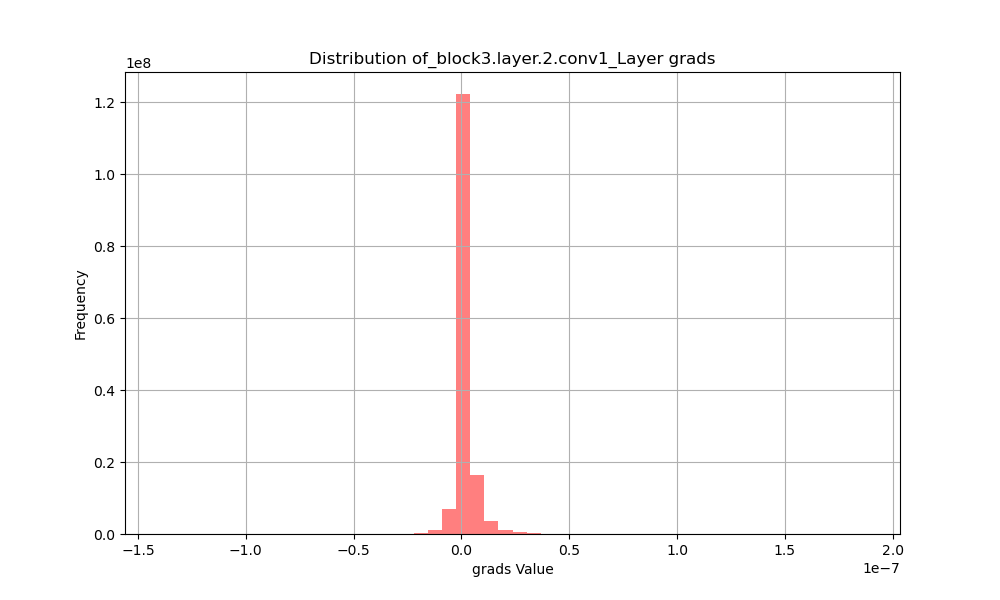 Distribution of_block3.layer.2.conv1_Layer grads
1e8
1.2
1.0
0.8
0.6
0.4
0.2
0.0
Frequency
−1.5 −1.0 −0.5 0.0 0.5 1.0 1.5 2.0
grads Value
1e−7